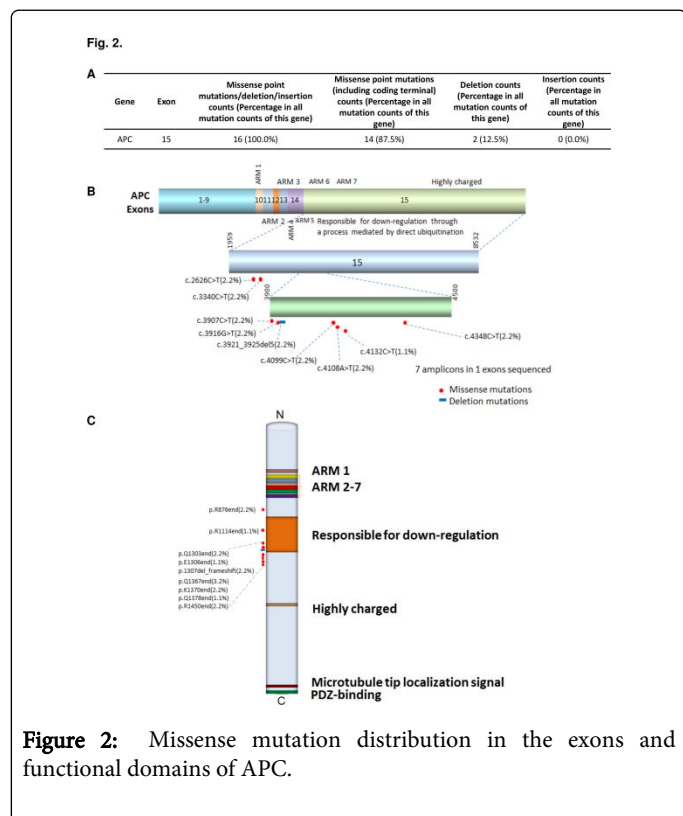 Fig. 2.
A
Gene Exon Missense point mutations/deletion/insertion counts (Percentage in all mutation counts of this gene) Missense point mutations (including coding terminal) counts (Percentage in all mutation counts of this gene) Deletion counts (Percentage in all mutation counts of this gene) Insertion counts (Percentage in all mutation counts of this gene)
APC 15 16 (100.0%) 14 (87.5%) 2 (12.5%) 0 (0.0%)
B
ARM 1
ARM 3 ARM 6 ARM 7 Highly charged
APC Exons 1-9 10 11 12 13 14 15
ARM 2 ARM 4 ARM 5 Responsible for down-regulation through
a process mediated by direct ubiquitination
1959 8532
15
c.2626C>T(2.2%)
c.3340C>T(2.2%)
3900 4500
c.3907C>T(2.2%)
c.3916G>T(2.2%)
c.3921_3925del5(2.2%)
c.4099C>T(2.2%)
c.4108A>T(2.2%)
c.4132C>T(1.1%)
c.4348C>T(2.2%)
7 amplicons in 1 exons sequenced
Missense mutations
Deletion mutations
C
N
ARM 1
ARM 2-7
p.R876end(2.2%)
p.R1114end(1.1%)
Responsible for down-regulation
p.Q1303end(2.2%)
p.E1306end(1.1%)
p.1307del_frameshift(2.2%)
p.Q1367end(3.2%)
p.K1370end(2.2%)
p.Q1378end(1.1%)
p.R1450end(2.2%)
Highly charged
Microtubule tip localization signal
PDZ-binding
C
Figure 2: Missense mutation distribution in the exons and
functional domains of APC.